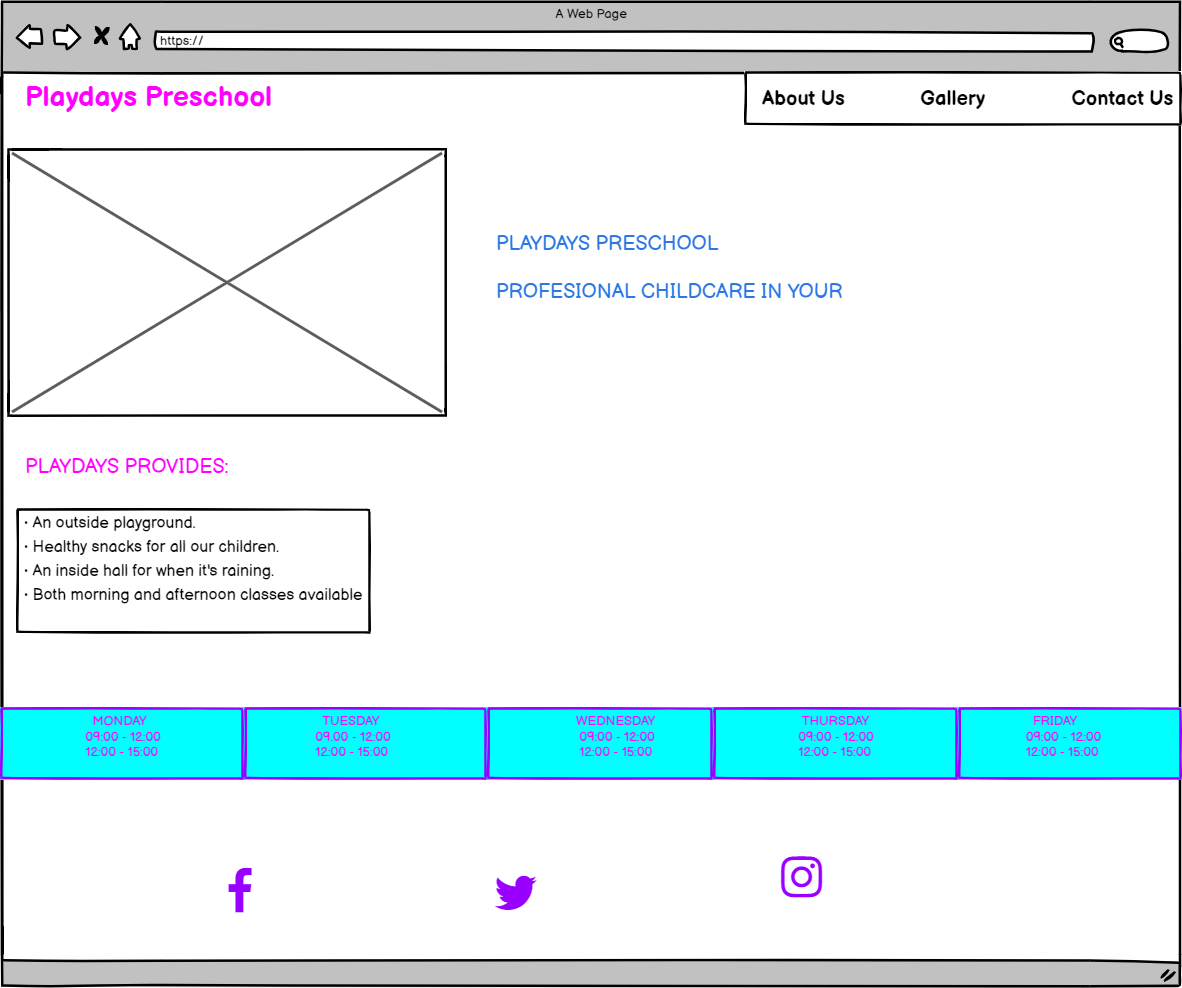 A Web Page
https://
Playdays Preschool
About Us
Gallery
Contact Us
PLAYDAYS PRESCHOOL
PROFESIONAL CHILDCARE IN YOUR
PLAYDAYS PROVIDES:
• An outside playground.
• Healthy snacks for all our children.
• An inside hall for when it's raining.
• Both morning and afternoon classes available
MONDAY
09:00 - 12:00
12:00 - 15:00
TUESDAY
09:00 - 12:00
12:00 - 15:00
WEDNESDAY
09:00 - 12:00
12:00 - 15:00
THURSDAY
09:00 - 12:00
12:00 - 15:00
FRIDAY
09:00 - 12:00
12:00 - 15:00